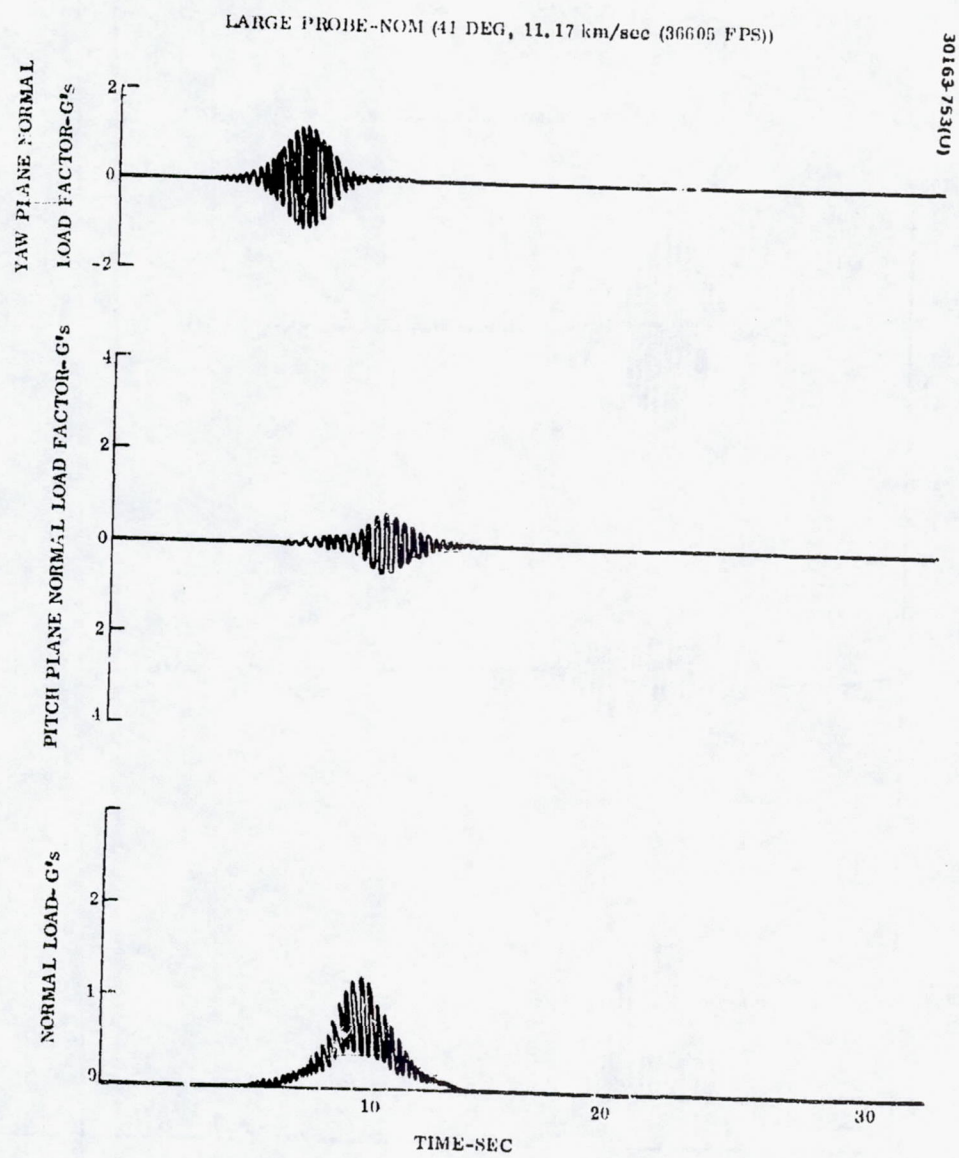 LARGE PROBE-NOM (41 DEG, 11.17 km/sec (36605 FPS))
30163-753(U)
YAW PLANE NORMAL
LOAD FACTOR-G's
2
0
-2
PITCH PLANE NORMAL LOAD FACTOR-G's
4
2
0
2
4
NORMAL LOAD-G's
2
1
0
10
20
30
TIME-SEC